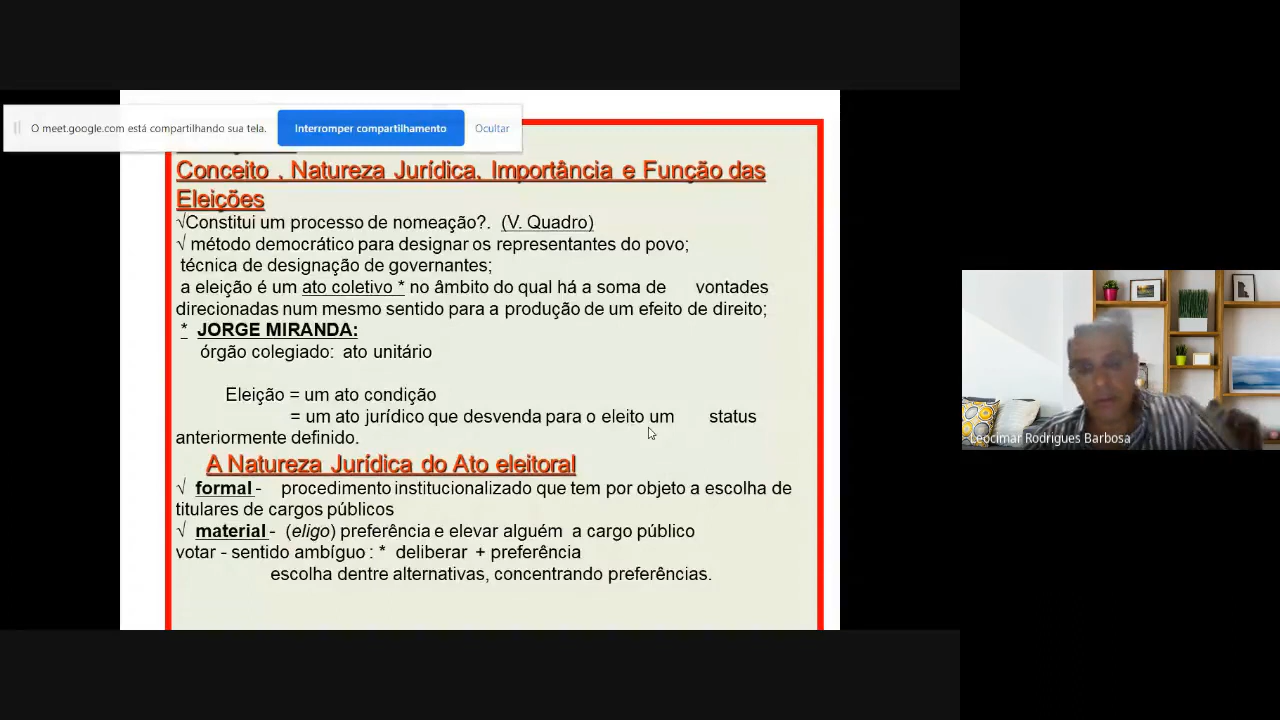 O meet.google.com está compartilhando sua tela. Interromper compartilhamento Ocultar
Conceito , Natureza Jurídica, Importância e Função das
Eleições
√Constitui um processo de nomeação?. (V. Quadro)
√ método democrático para designar os representantes do povo;
técnica de designação de governantes;
a eleição é um ato coletivo * no âmbito do qual há a soma de vontades
direcionadas num mesmo sentido para a produção de um efeito de direito;
* JORGE MIRANDA:
órgão colegiado: ato unitário
Eleição = um ato condição
= um ato jurídico que desvenda para o eleito um status
anteriormente definido.
A Natureza Jurídica do Ato eleitoral
√ formal - procedimento institucionalizado que tem por objeto a escolha de
titulares de cargos públicos
√ material - (eligo) preferência e elevar alguém a cargo público
votar - sentido ambíguo : * deliberar + preferência
escolha dentre alternativas, concentrando preferências.
Leocimar Rodrigues Barbosa